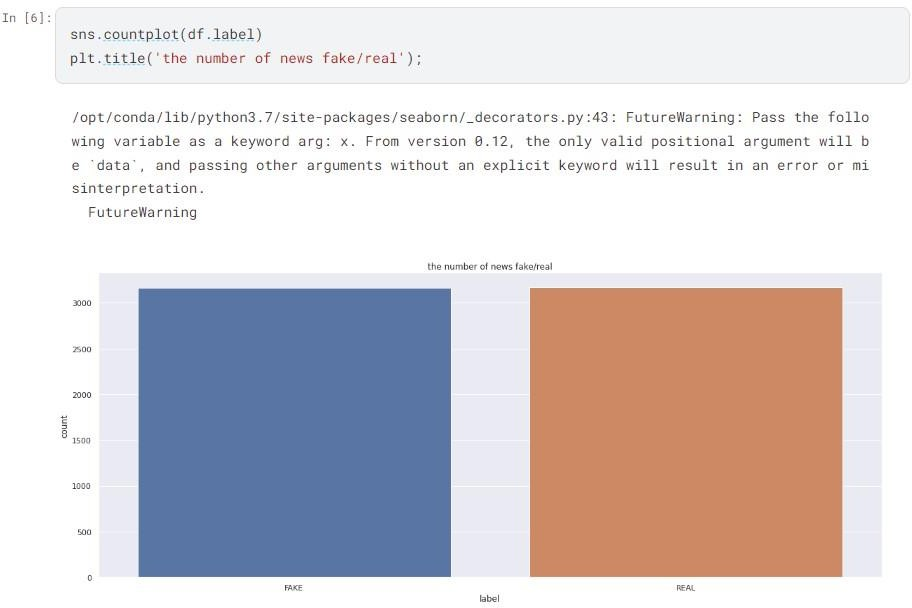 In [6]:
sns.countplot(df.label)
plt.title('the number of news fake/real');
/opt/conda/lib/python3.7/site-packages/seaborn/_decorators.py:43: FutureWarning: Pass the follo
wing variable as a keyword arg: x. From version 0.12, the only valid positional argument will b
e `data`, and passing other arguments without an explicit keyword will result in an error or mi
sinterpretation.
  FutureWarning
the number of news fake/real
3000
2500
2000
1500
1000
500
0
count
FAKE REAL
label